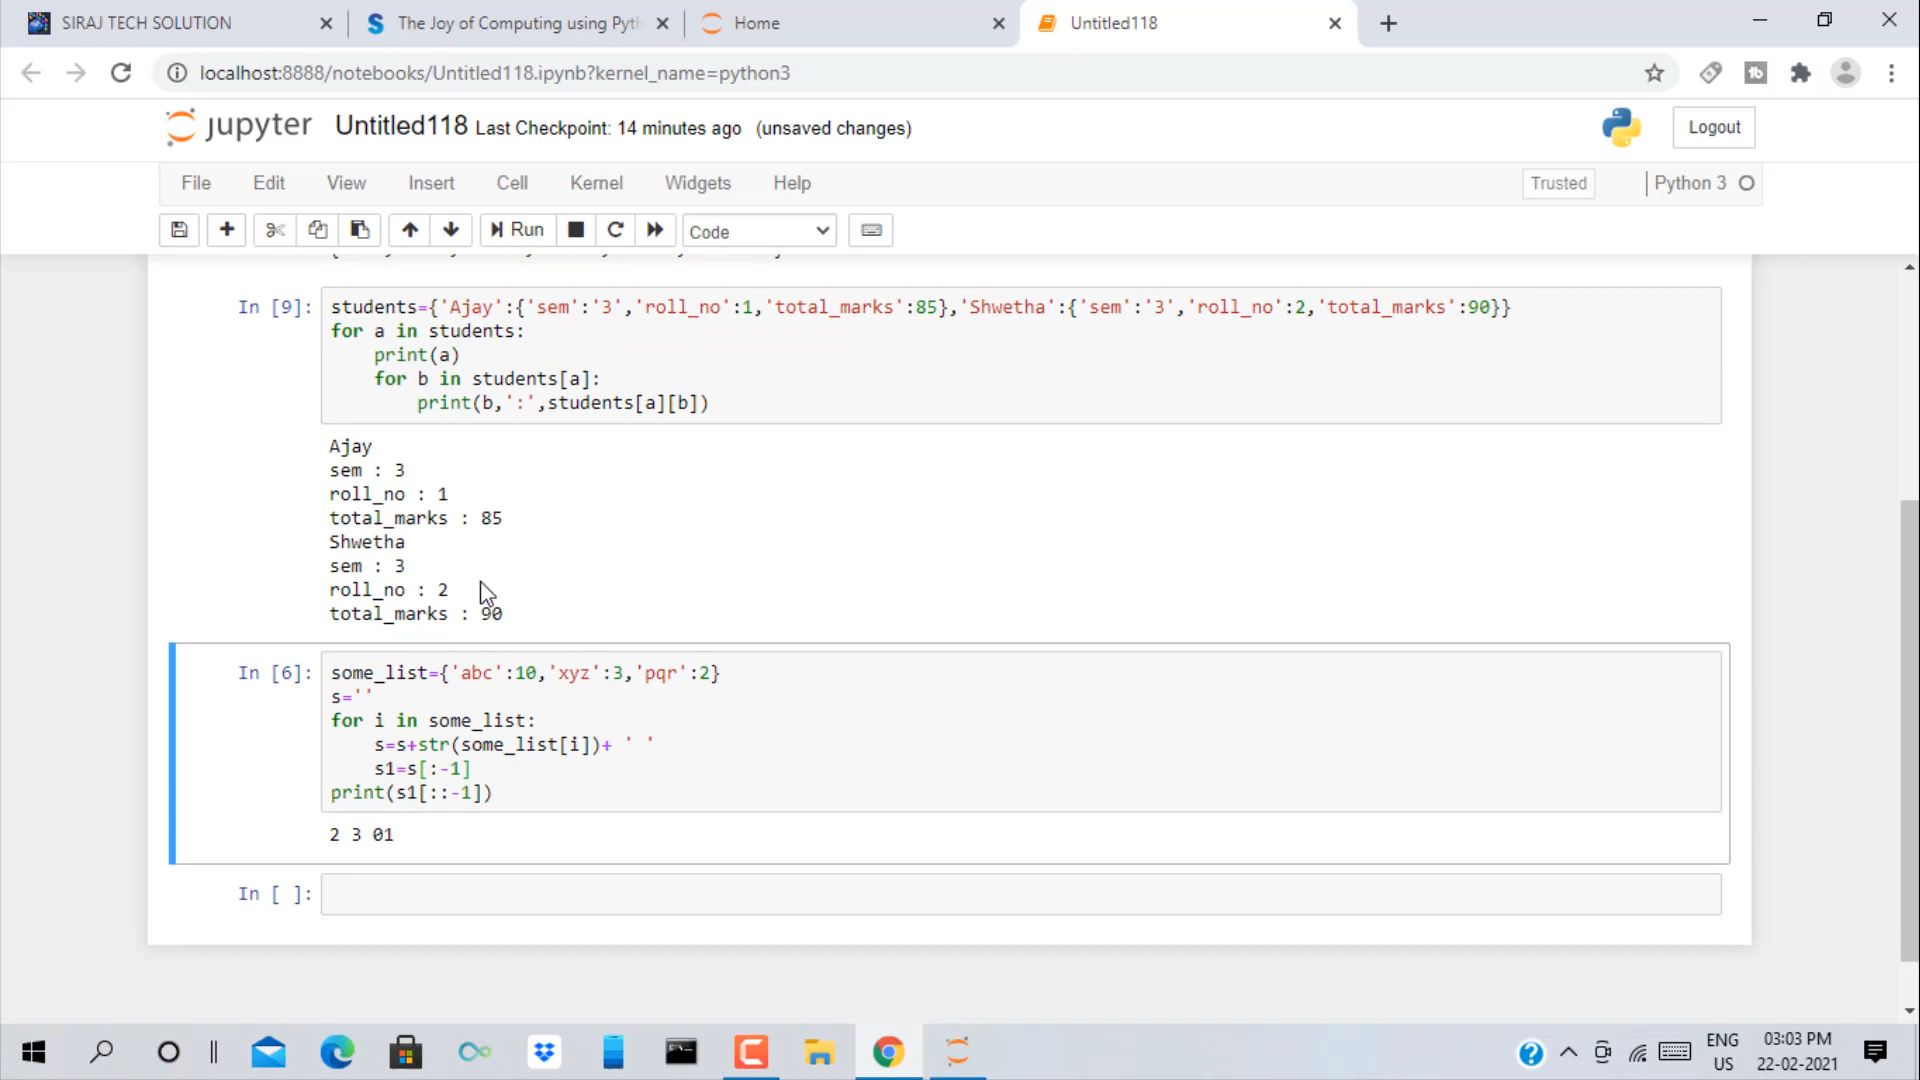 SIRAJ TECH SOLUTION
The Joy of Computing using Pyth
Home
Untitled118
localhost:8888/notebooks/Untitled118.ipynb?kernel_name=python3
jupyter Untitled118 Last Checkpoint: 14 minutes ago (unsaved changes)
Logout
File Edit View Insert Cell Kernel Widgets Help
Trusted
Python 3
Run
Code
In [9]:
students={'Ajay':{'sem':'3','roll_no':1,'total_marks':85},'Shwetha':{'sem':'3','roll_no':2,'total_marks':90}}
for a in students:
    print(a)
    for b in students[a]:
        print(b,':',students[a][b])
Ajay
sem : 3
roll_no : 1
total_marks : 85
Shwetha
sem : 3
roll_no : 2
total_marks : 90
In [6]:
some_list={'abc':10,'xyz':3,'pqr':2}
s=''
for i in some_list:
    s=s+str(some_list[i])+ ' '
    s1=s[:-1]
print(s1[::-1])
2 3 01
In [ ]:
ENG
US
03:03 PM
22-02-2021